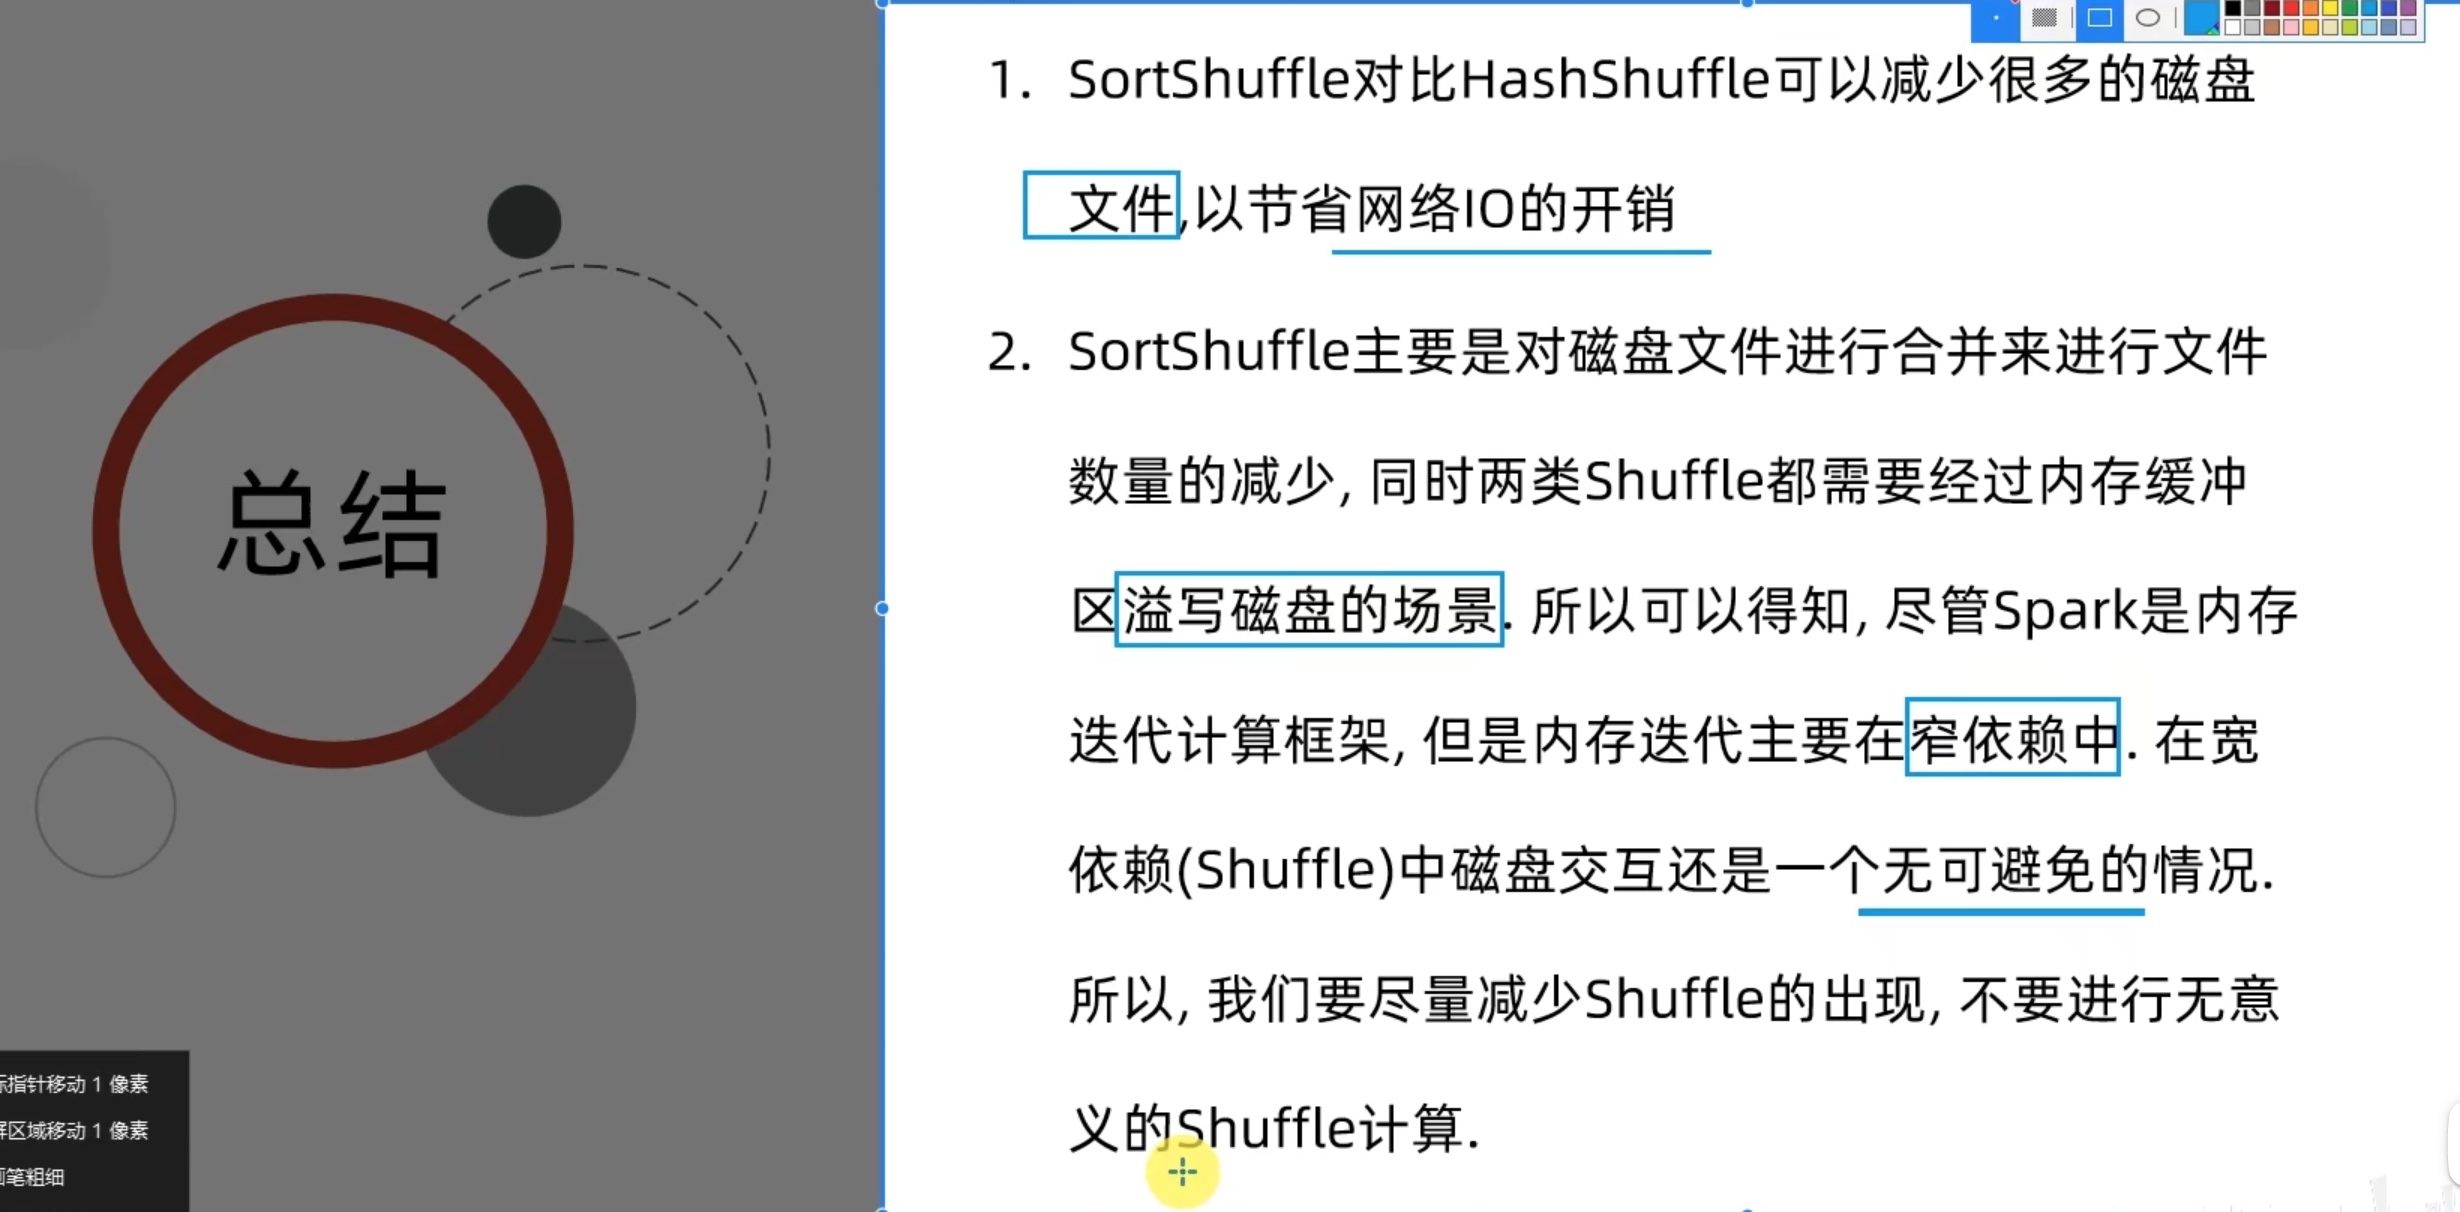 1. SortShuffle对比HashShuffle可以减少很多的磁盘
文件,以节省网络IO的开销
2. SortShuffle主要是对磁盘文件进行合并来进行文件
数量的减少, 同时两类Shuffle都需要经过内存缓冲
区溢写磁盘的场景. 所以可以得知, 尽管Spark是内存
迭代计算框架, 但是内存迭代主要在窄依赖中. 在宽
依赖(Shuffle)中磁盘交互还是一个无可避免的情况.
所以, 我们要尽量减少Shuffle的出现, 不要进行无意
义的Shuffle计算.
总结
指针移动 1 像素
区域移动 1 像素
笔粗细